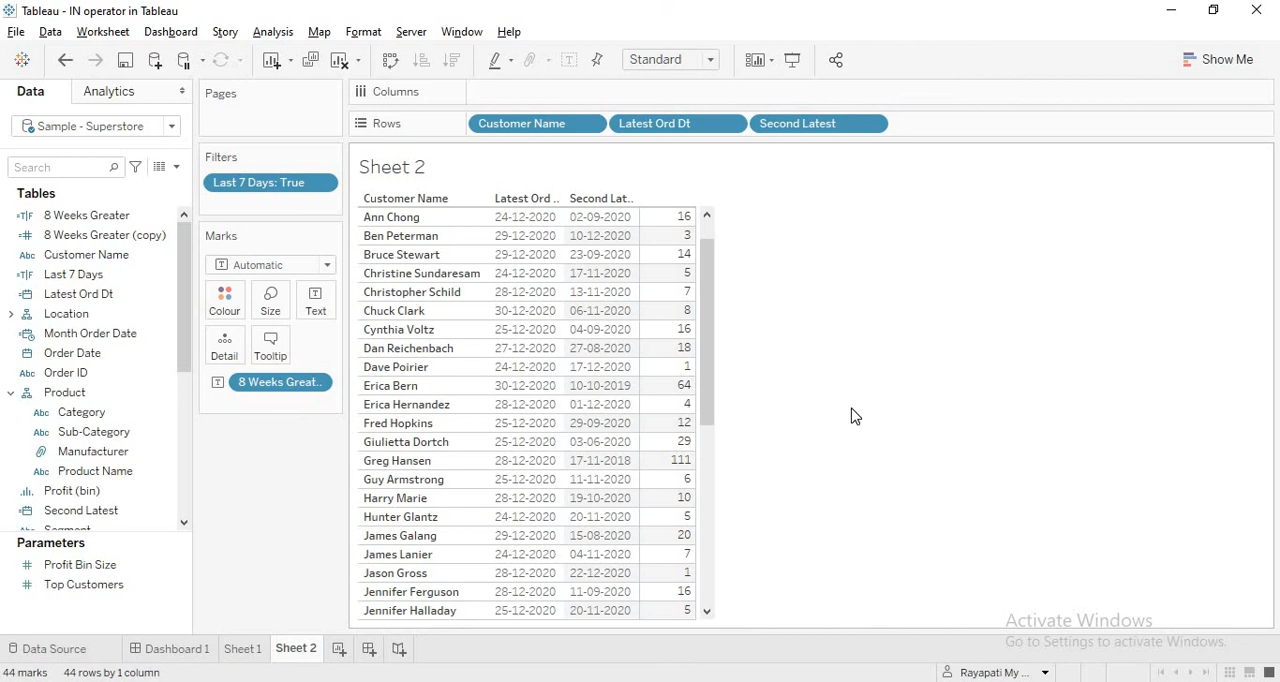 Tableau - IN operator in Tableau
File Data Worksheet Dashboard Story Analysis Map Format Server Window Help
Standard
Show Me
Data Analytics
Sample - Superstore
Search
Tables
=T|F 8 Weeks Greater
=# 8 Weeks Greater (copy)
Abc Customer Name
=T|F Last 7 Days
Latest Ord Dt
Location
Month Order Date
Order Date
Abc Order ID
Product
Abc Category
Abc Sub-Category
Manufacturer
Abc Product Name
Profit (bin)
Second Latest
Abc Segment
Parameters
# Profit Bin Size
# Top Customers
Pages
Filters
Last 7 Days: True
Marks
Automatic
Colour Size Text
Detail Tooltip
8 Weeks Great..
Columns
Rows Customer Name Latest Ord Dt Second Latest
Sheet 2
Customer Name Latest Ord .. Second Lat..
Ann Chong 24-12-2020 02-09-2020 16
Ben Peterman 29-12-2020 10-12-2020 3
Bruce Stewart 29-12-2020 23-09-2020 14
Christine Sundaresam 24-12-2020 17-11-2020 5
Christopher Schild 28-12-2020 13-11-2020 7
Chuck Clark 30-12-2020 06-11-2020 8
Cynthia Voltz 25-12-2020 04-09-2020 16
Dan Reichenbach 27-12-2020 27-08-2020 18
Dave Poirier 24-12-2020 17-12-2020 1
Erica Bern 30-12-2020 10-10-2019 64
Erica Hernandez 28-12-2020 01-12-2020 4
Fred Hopkins 25-12-2020 29-09-2020 12
Giulietta Dortch 25-12-2020 03-06-2020 29
Greg Hansen 28-12-2020 17-11-2018 111
Guy Armstrong 25-12-2020 11-11-2020 6
Harry Marie 28-12-2020 19-10-2020 10
Hunter Glantz 24-12-2020 20-11-2020 5
James Galang 29-12-2020 15-08-2020 20
James Lanier 24-12-2020 04-11-2020 7
Jason Gross 28-12-2020 22-12-2020 1
Jennifer Ferguson 28-12-2020 11-09-2020 16
Jennifer Halladay 25-12-2020 20-11-2020 5
Activate Windows
Go to Settings to activate Windows.
Data Source Dashboard 1 Sheet 1 Sheet 2
44 marks 44 rows by 1 column Rayapati My ...